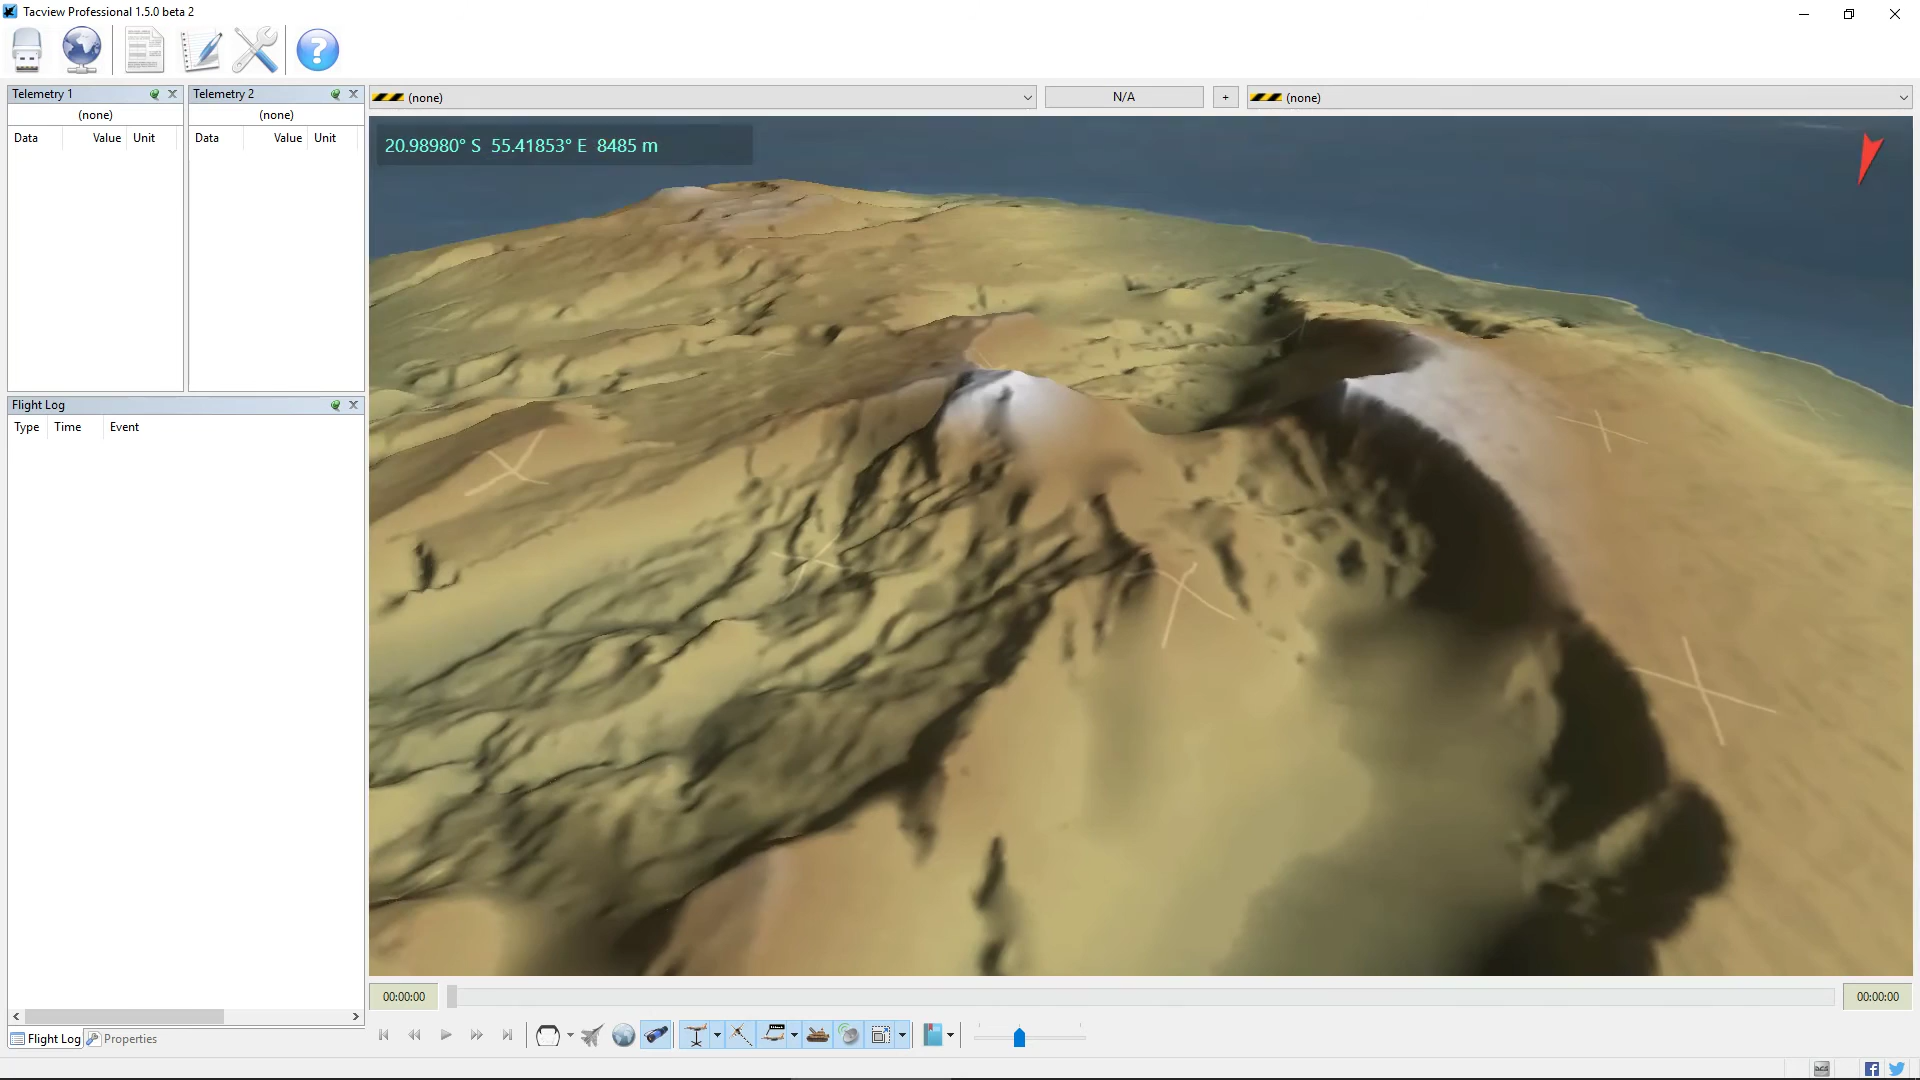 Tacview Professional 1.5.0 beta 2
Telemetry 1
(none)
Data Value Unit
Telemetry 2
(none)
Data Value Unit
(none)
N/A
+
(none)
20.98980° S 55.41853° E 8485 m
Flight Log
Type Time Event
00:00:00
00:00:00
Flight Log
Properties